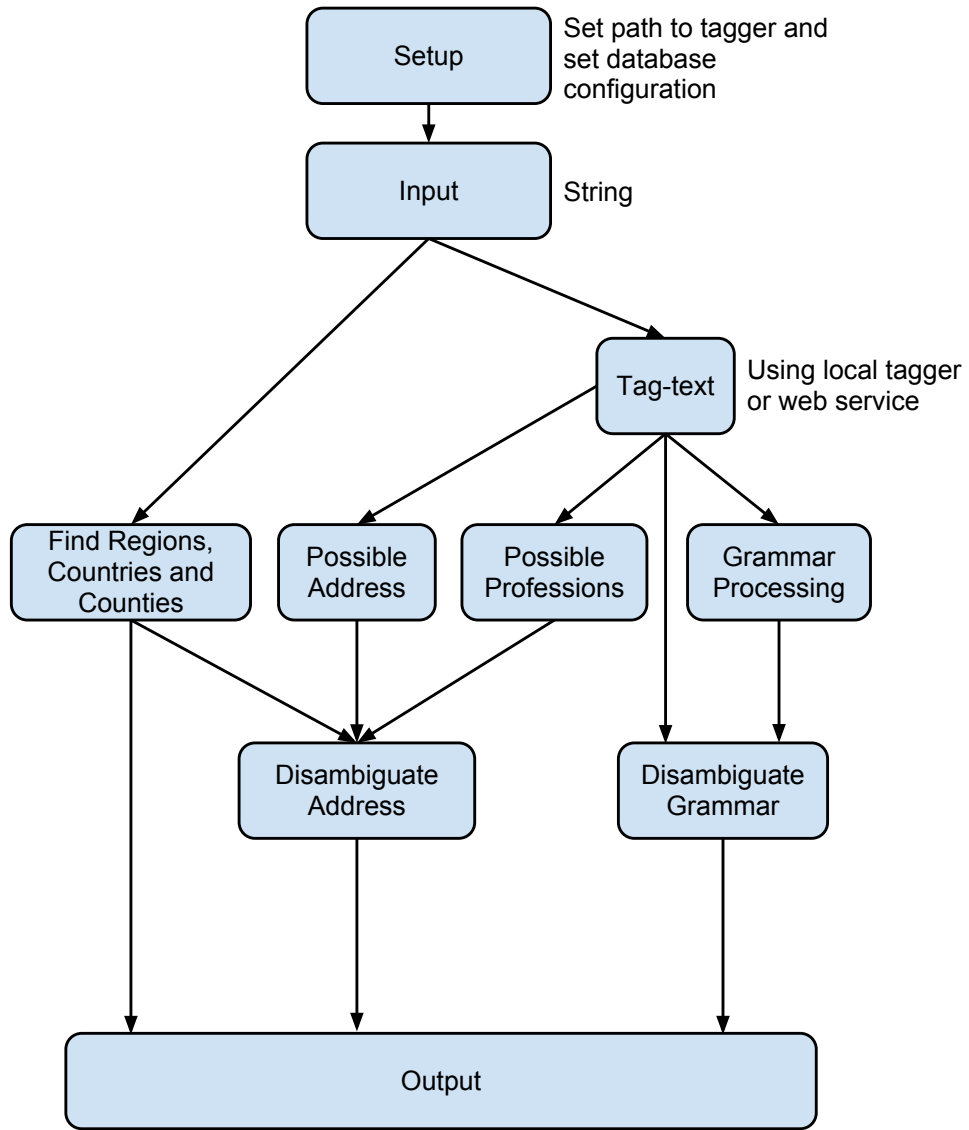 Setup
Set path to tagger and
set database
configuration
Input
String
Tag-text
Using local tagger
or web service
Find Regions,
Countries and
Counties
Possible
Address
Possible
Professions
Grammar
Processing
Disambiguate
Address
Disambiguate
Grammar
Output